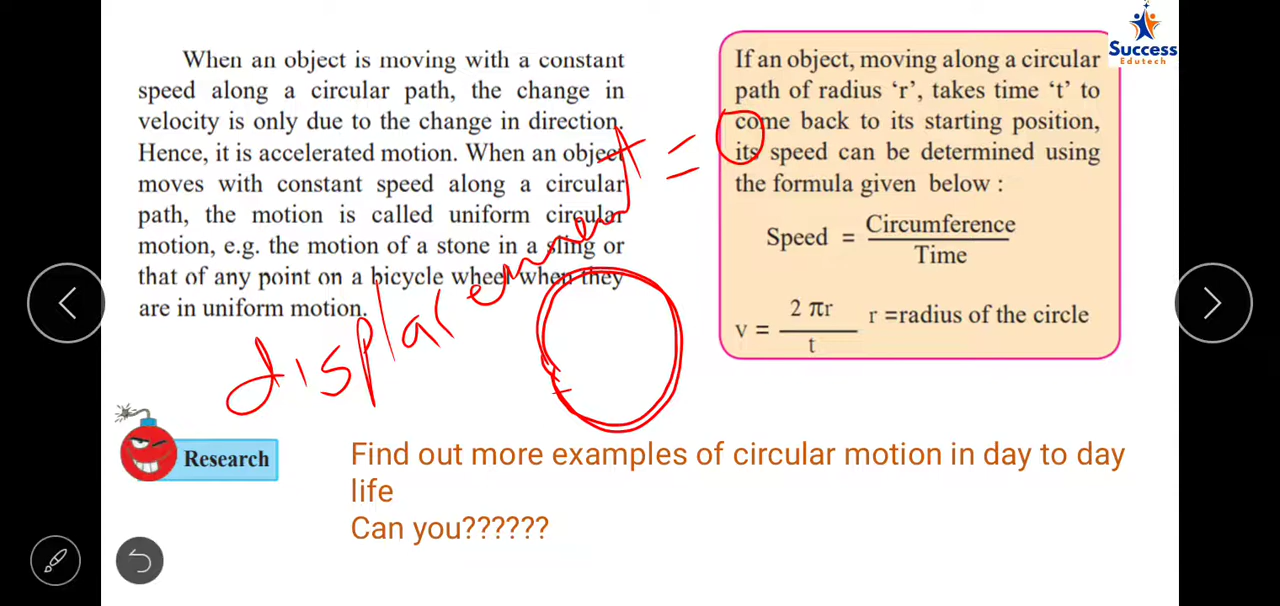 When an object is moving with a constant
speed along a circular path, the change in
velocity is only due to the change in direction.
Hence, it is accelerated motion. When an object
moves with constant speed along a circular
path, the motion is called uniform circular
motion, e.g. the motion of a stone in a sling or
that of any point on a bicycle wheel when they
are in uniform motion.
displacement = 0
Success
Edutech
If an object, moving along a circular
path of radius ‘r’, takes time ‘t’ to
come back to its starting position,
its speed can be determined using
the formula given below :
Speed = Circumference
Time
v = 2 πr r =radius of the circle
t
Research
Find out more examples of circular motion in day to day
life
Can you??????